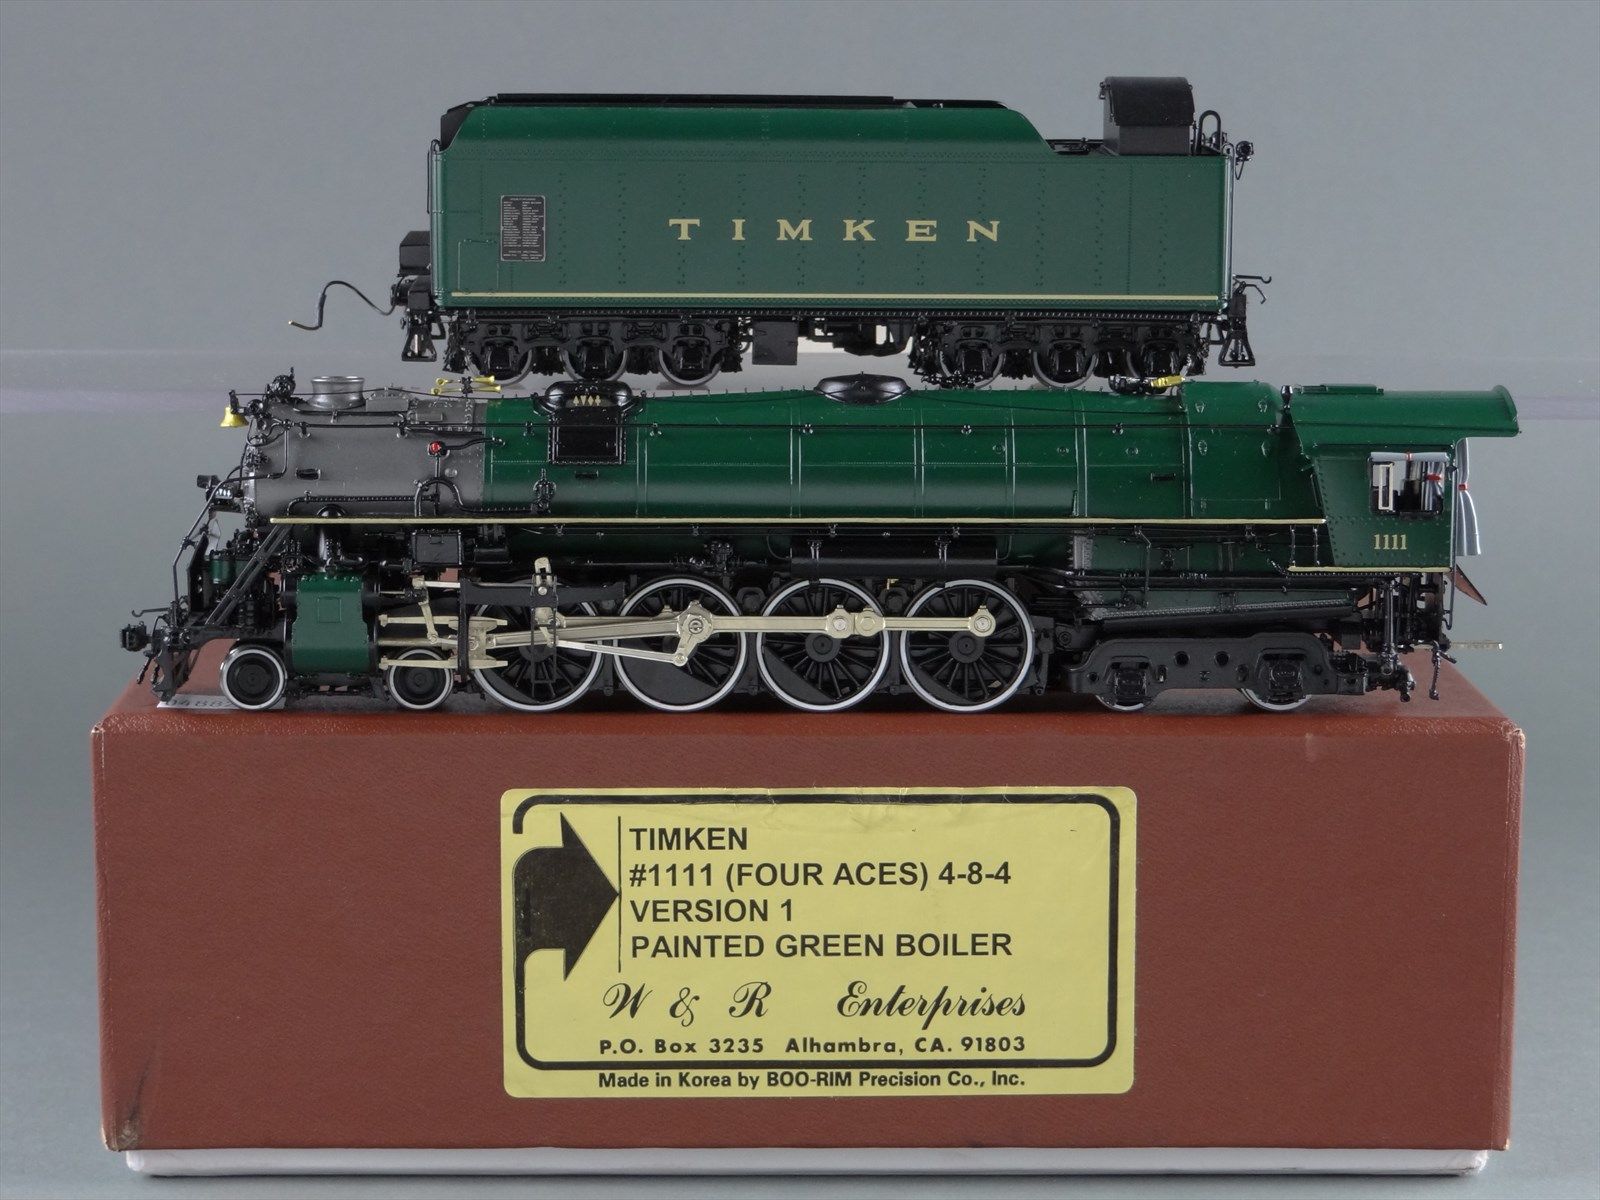 TIMKEN
1111
TIMKEN
#1111 (FOUR ACES) 4-8-4
VERSION 1
PAINTED GREEN BOILER
W & R Enterprises
P.O. Box 3235 Alhambra, CA. 91803
Made in Korea by BOO-RIM Precision Co., Inc.